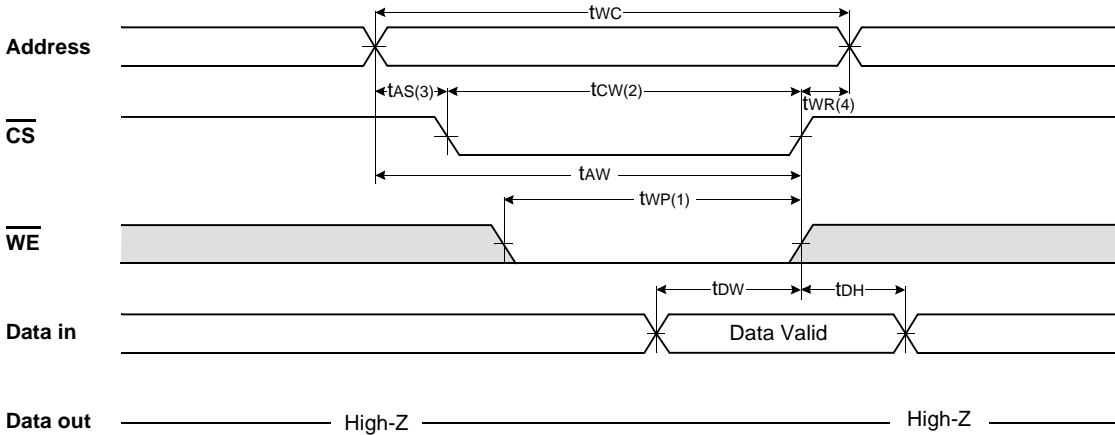 tWC
Address
tAS(3) tCW(2) tWR(4)
CS
tAW
tWP(1)
WE
tDW tDH
Data in Data Valid
Data out High-Z High-Z